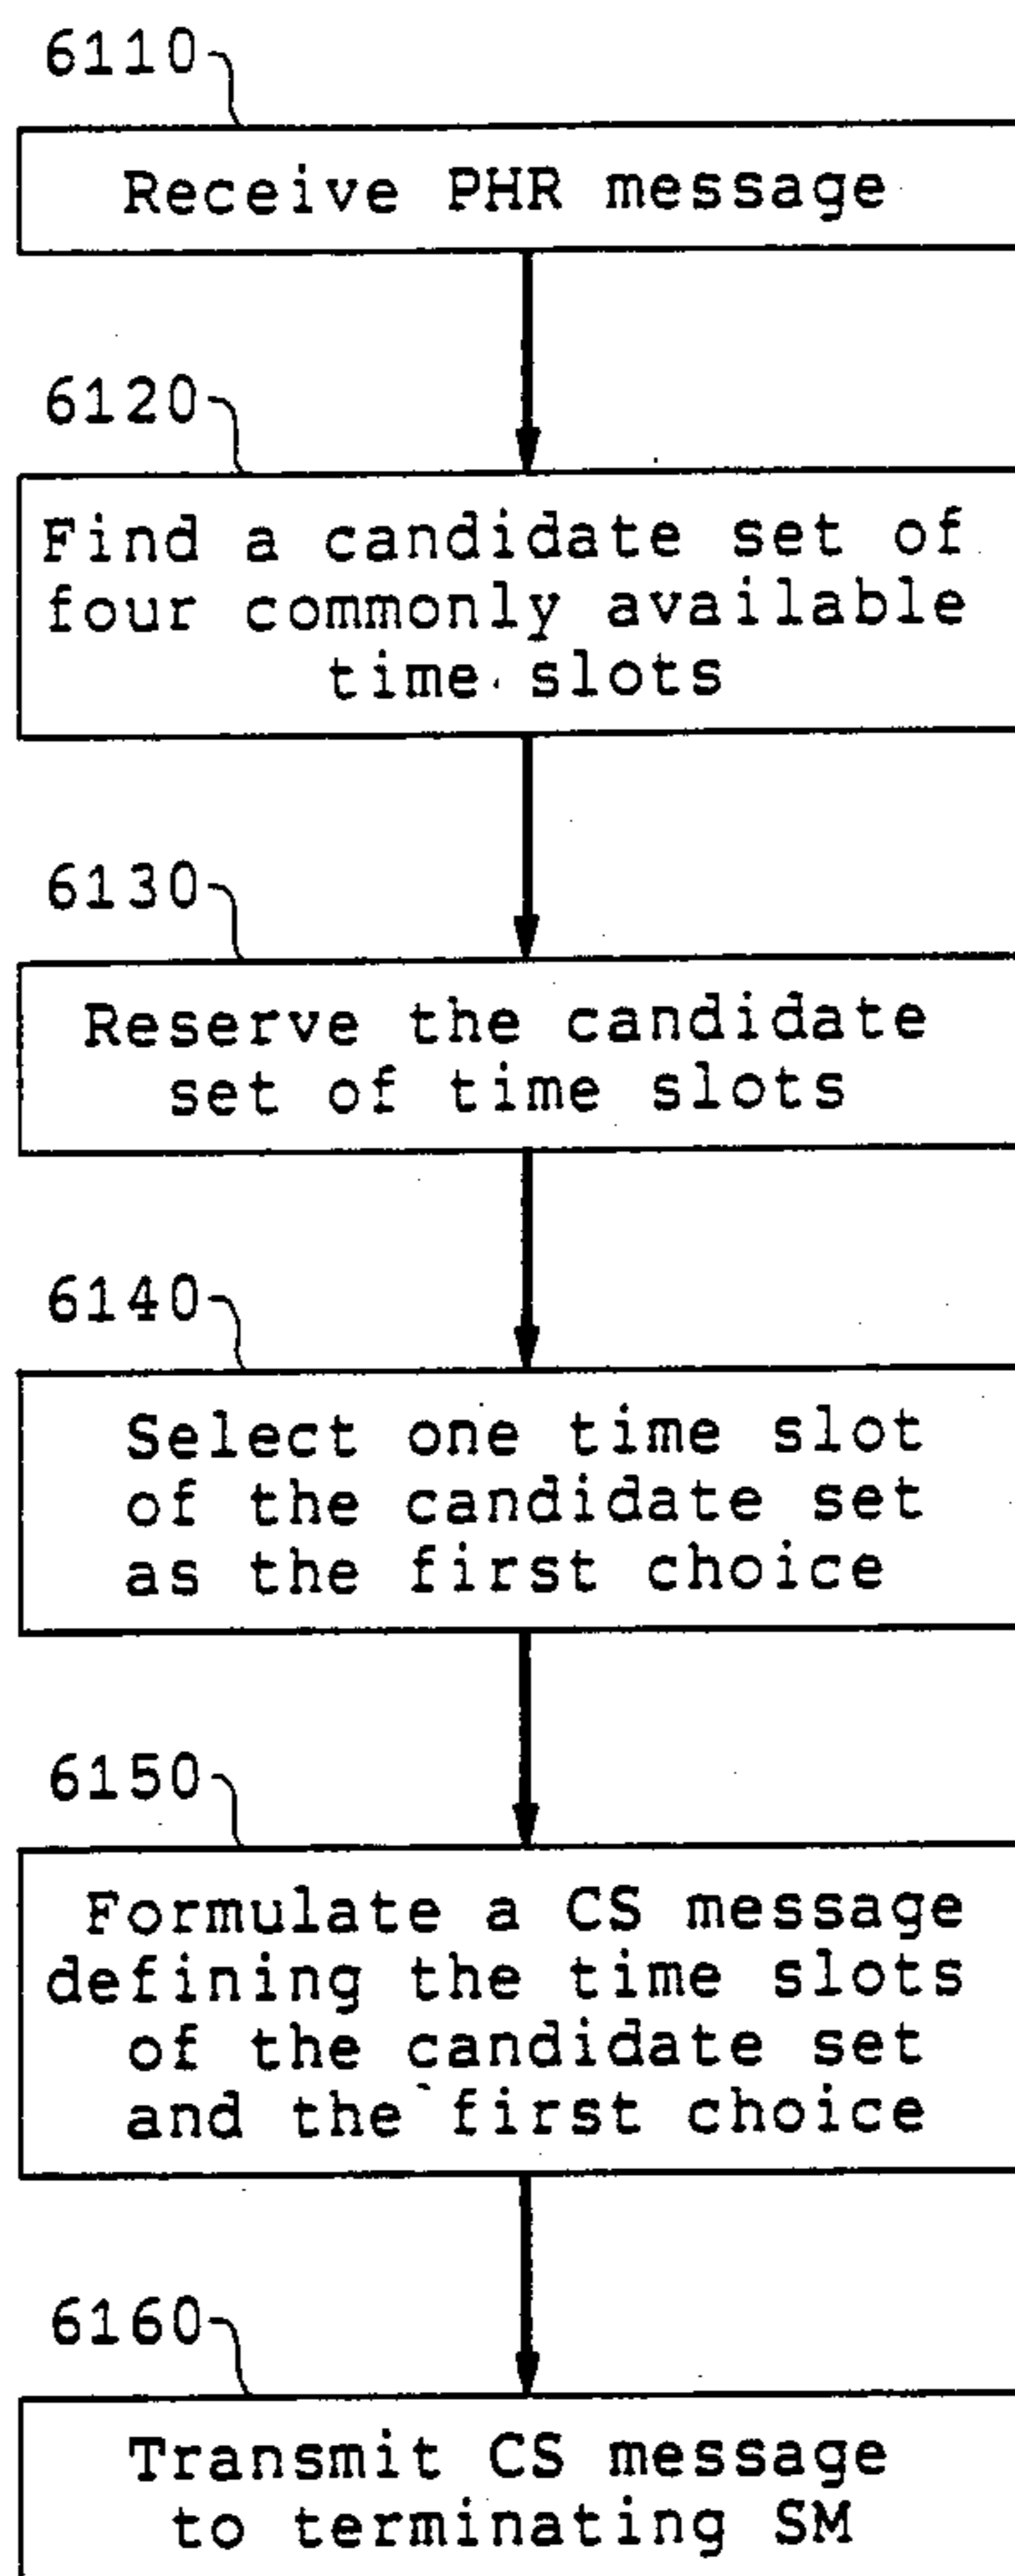 6110
Receive PHR message
6120
Find a candidate set of
four commonly available
time slots
6130
Reserve the candidate
set of time slots
6140
Select one time slot
of the candidate set
as the first choice
6150
Formulate a CS message
defining the time slots
of the candidate set
and the first choice
6160
Transmit CS message
to terminating SM